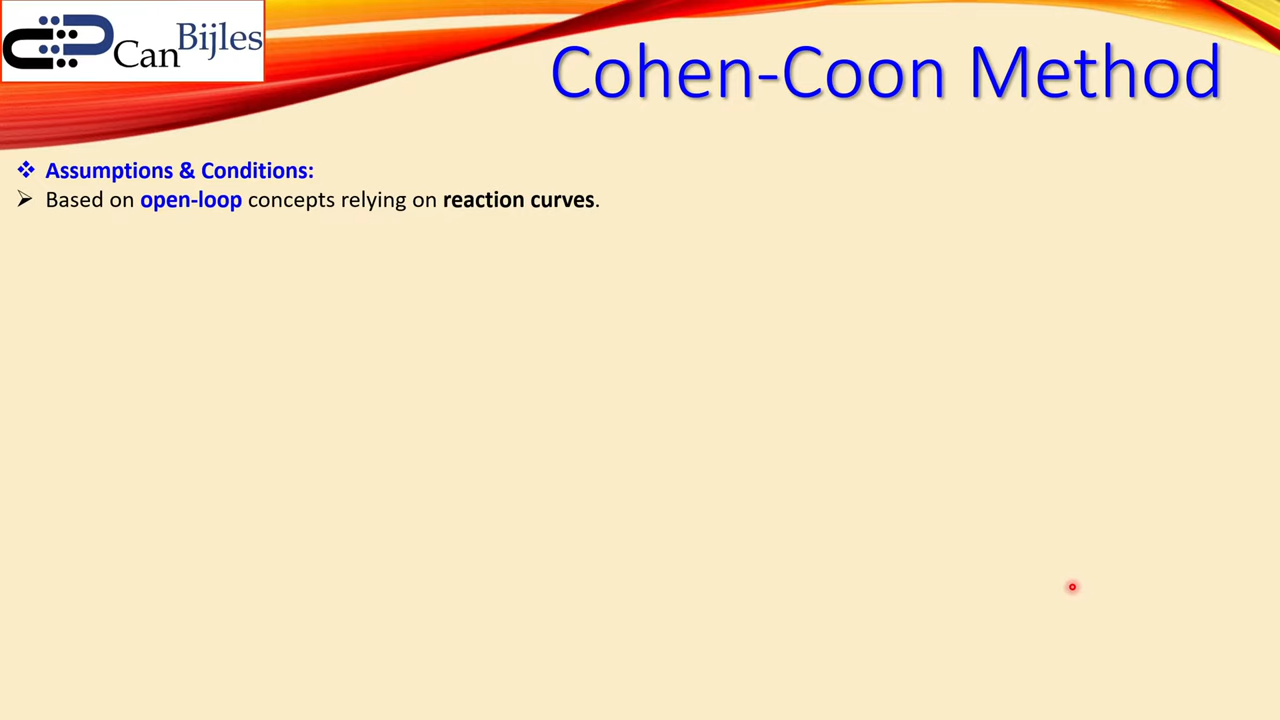 Can Bijles
Cohen-Coon Method
❖ Assumptions & Conditions:
➢ Based on open-loop concepts relying on reaction curves.